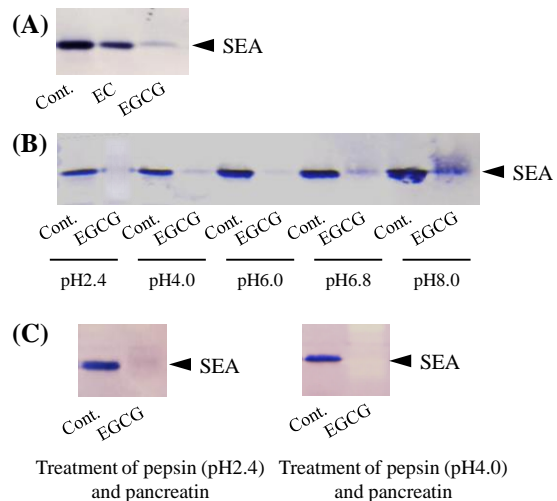 (A)
SEA
Cont. EC EGCG
(B)
SEA
Cont. EGCG Cont. EGCG Cont. EGCG Cont. EGCG Cont. EGCG
pH2.4 pH4.0 pH6.0 pH6.8 pH8.0
(C)
SEA SEA
Cont. EGCG Cont. EGCG
Treatment of pepsin (pH2.4) Treatment of pepsin (pH4.0)
and pancreatin and pancreatin